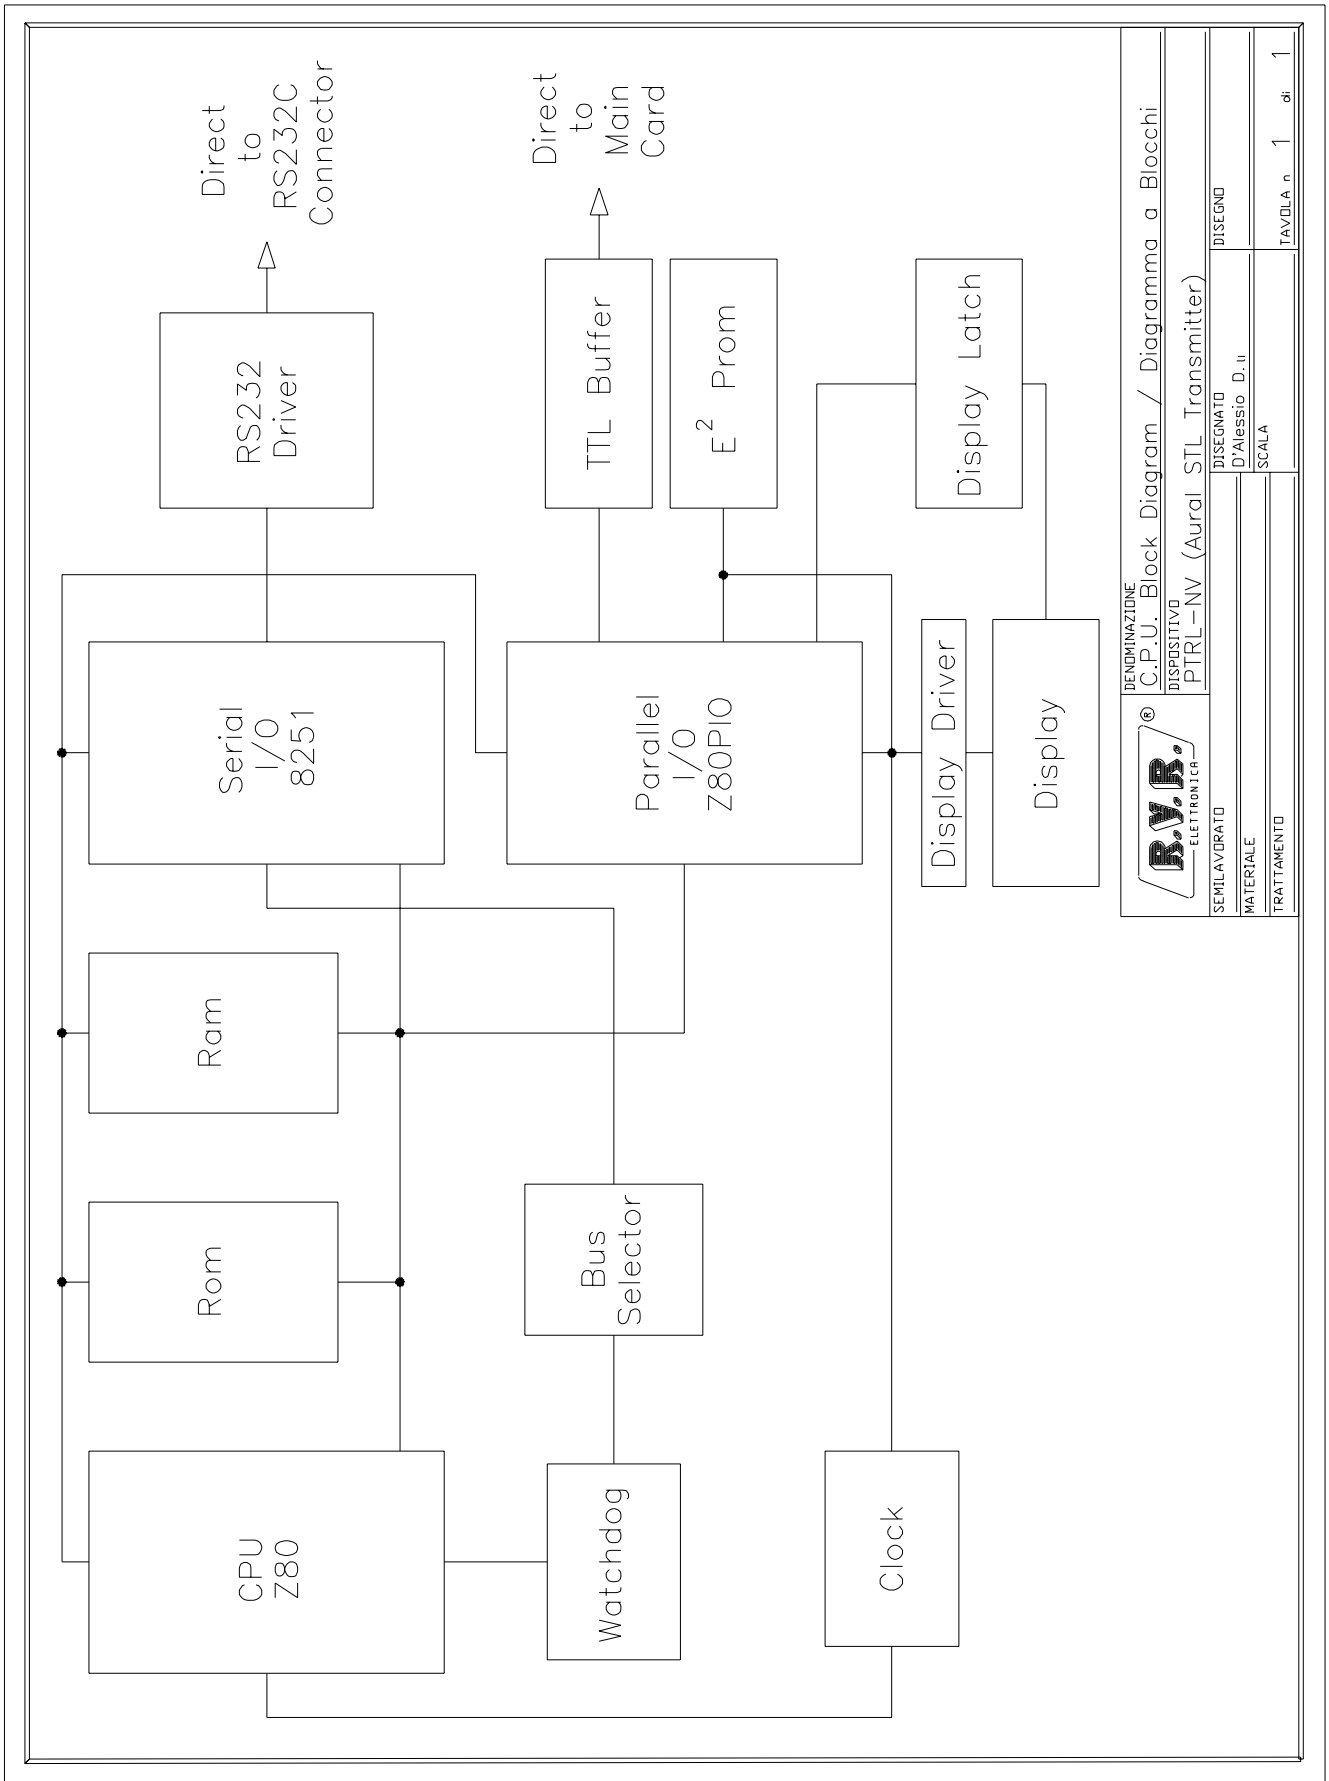 CPU
Z80
Rom
Ram
Serial
I/O
8251
RS232
Driver
Direct
to
RS232C
Connector
Watchdog
Bus
Selector
Parallel
I/O
Z80PIO
TTL Buffer
E² Prom
Direct
to
Main
Card
Clock
Display Driver
Display
Display Latch
R.V.R.
ELETTRONICA
®
DENOMINAZIONE
C.P.U. Block Diagram / Diagramma a Blocchi
DISPOSITIVO
PTRL-NV (Aural STL Transmitter)
SEMILAVORATO
MATERIALE
TRATTAMENTO
DISEGNATO
D'Alessio D.
SCALA
DISEGNO
TAVOLA n 1 di 1